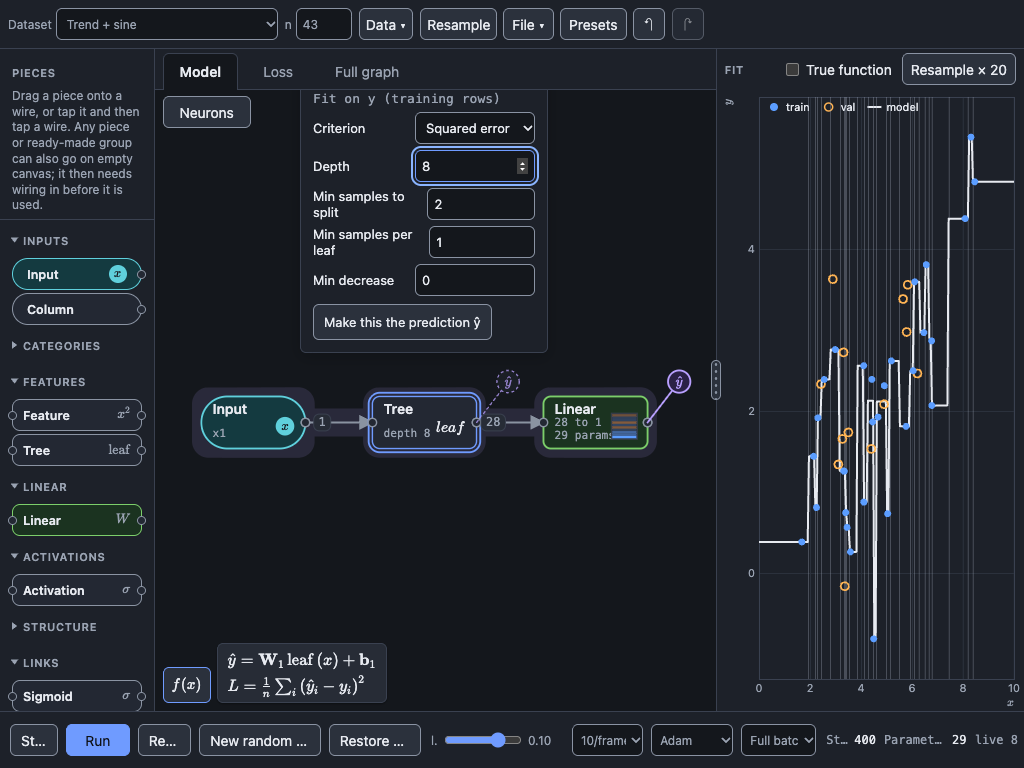 Dataset Trend + sine n 43 Data ▾ Resample File ▾ Presets
PIECES
Drag a piece onto a
wire, or tap it and then
tap a wire. Any piece
or ready-made group
can also go on empty
canvas; it then needs
wiring in before it is
used.
INPUTS
Input x
Column
CATEGORIES
FEATURES
Feature x²
Tree leaf
LINEAR
Linear W
ACTIVATIONS
Activation σ
STRUCTURE
LINKS
Sigmoid σ
Model Loss Full graph
Neurons
Fit on y (training rows)
Criterion Squared error
Depth 8
Min samples to
split 2
Min samples per
leaf 1
Min decrease 0
Make this the prediction ŷ
Input
x1 x
1
Tree
depth 8 leaf
ŷ
28
Linear
28 to 1
29 params
ŷ
f(x)
ŷ = W₁ leaf (x) + b₁
L = 1/n ∑ᵢ (ŷᵢ − yᵢ)²
FIT True function Resample × 20
y train val model
4
2
0
0 2 4 6 8 10
x
St... Run Re... New random ... Restore ... l. 0.10 10/frame Adam Full batc St… 400 Paramet… 29 live 8